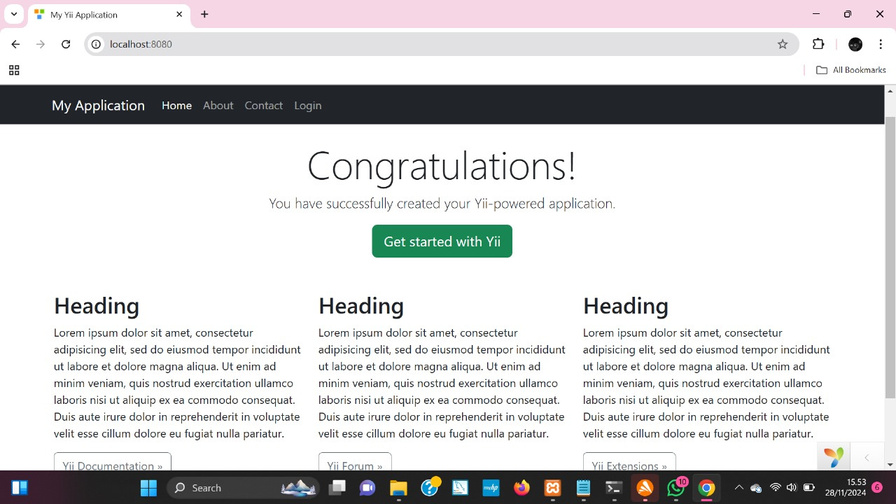 My Yii Application
localhost:8080
All Bookmarks
My Application Home About Contact Login
Congratulations!
You have successfully created your Yii-powered application.
Get started with Yii
Heading
Lorem ipsum dolor sit amet, consectetur
adipisicing elit, sed do eiusmod tempor incididunt
ut labore et dolore magna aliqua. Ut enim ad
minim veniam, quis nostrud exercitation ullamco
laboris nisi ut aliquip ex ea commodo consequat.
Duis aute irure dolor in reprehenderit in voluptate
velit esse cillum dolore eu fugiat nulla pariatur.
Yii Documentation »
Heading
Lorem ipsum dolor sit amet, consectetur
adipisicing elit, sed do eiusmod tempor incididunt
ut labore et dolore magna aliqua. Ut enim ad
minim veniam, quis nostrud exercitation ullamco
laboris nisi ut aliquip ex ea commodo consequat.
Duis aute irure dolor in reprehenderit in voluptate
velit esse cillum dolore eu fugiat nulla pariatur.
Yii Forum »
Heading
Lorem ipsum dolor sit amet, consectetur
adipisicing elit, sed do eiusmod tempor incididunt
ut labore et dolore magna aliqua. Ut enim ad
minim veniam, quis nostrud exercitation ullamco
laboris nisi ut aliquip ex ea commodo consequat.
Duis aute irure dolor in reprehenderit in voluptate
velit esse cillum dolore eu fugiat nulla pariatur.
Yii Extensions »
Search
10
15.53
28/11/2024
6